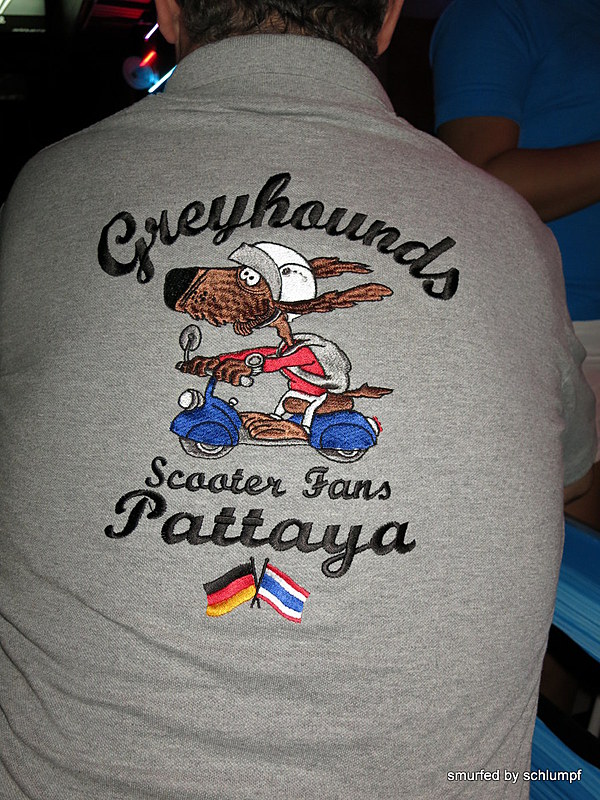 Greyhounds
Scooter Fans
Pattaya
smurfed by schlumpf